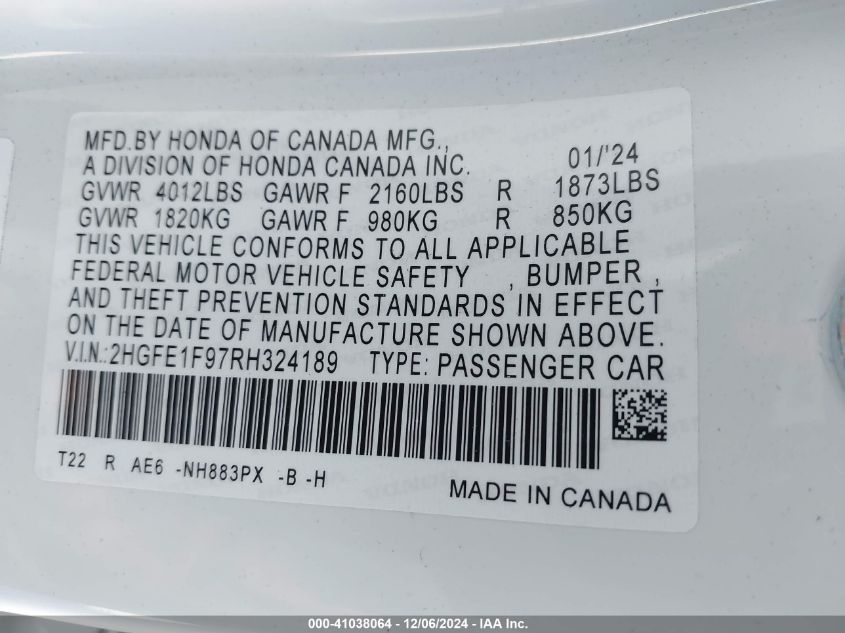 MFD.BY HONDA OF CANADA MFG.,
A DIVISION OF HONDA CANADA INC. 01/'24
GVWR 4012LBS GAWR F 2160LBS R 1873LBS
GVWR 1820KG GAWR F 980KG R 850KG
THIS VEHICLE CONFORMS TO ALL APPLICABLE
FEDERAL MOTOR VEHICLE SAFETY , BUMPER ,
AND THEFT PREVENTION STANDARDS IN EFFECT
ON THE DATE OF MANUFACTURE SHOWN ABOVE.
V.I.N.:2HGFE1F97RH324189 TYPE: PASSENGER CAR
T22 R AE6 -NH883PX -B -H
MADE IN CANADA
000-41038064 - 12/06/2024 - IAA Inc.